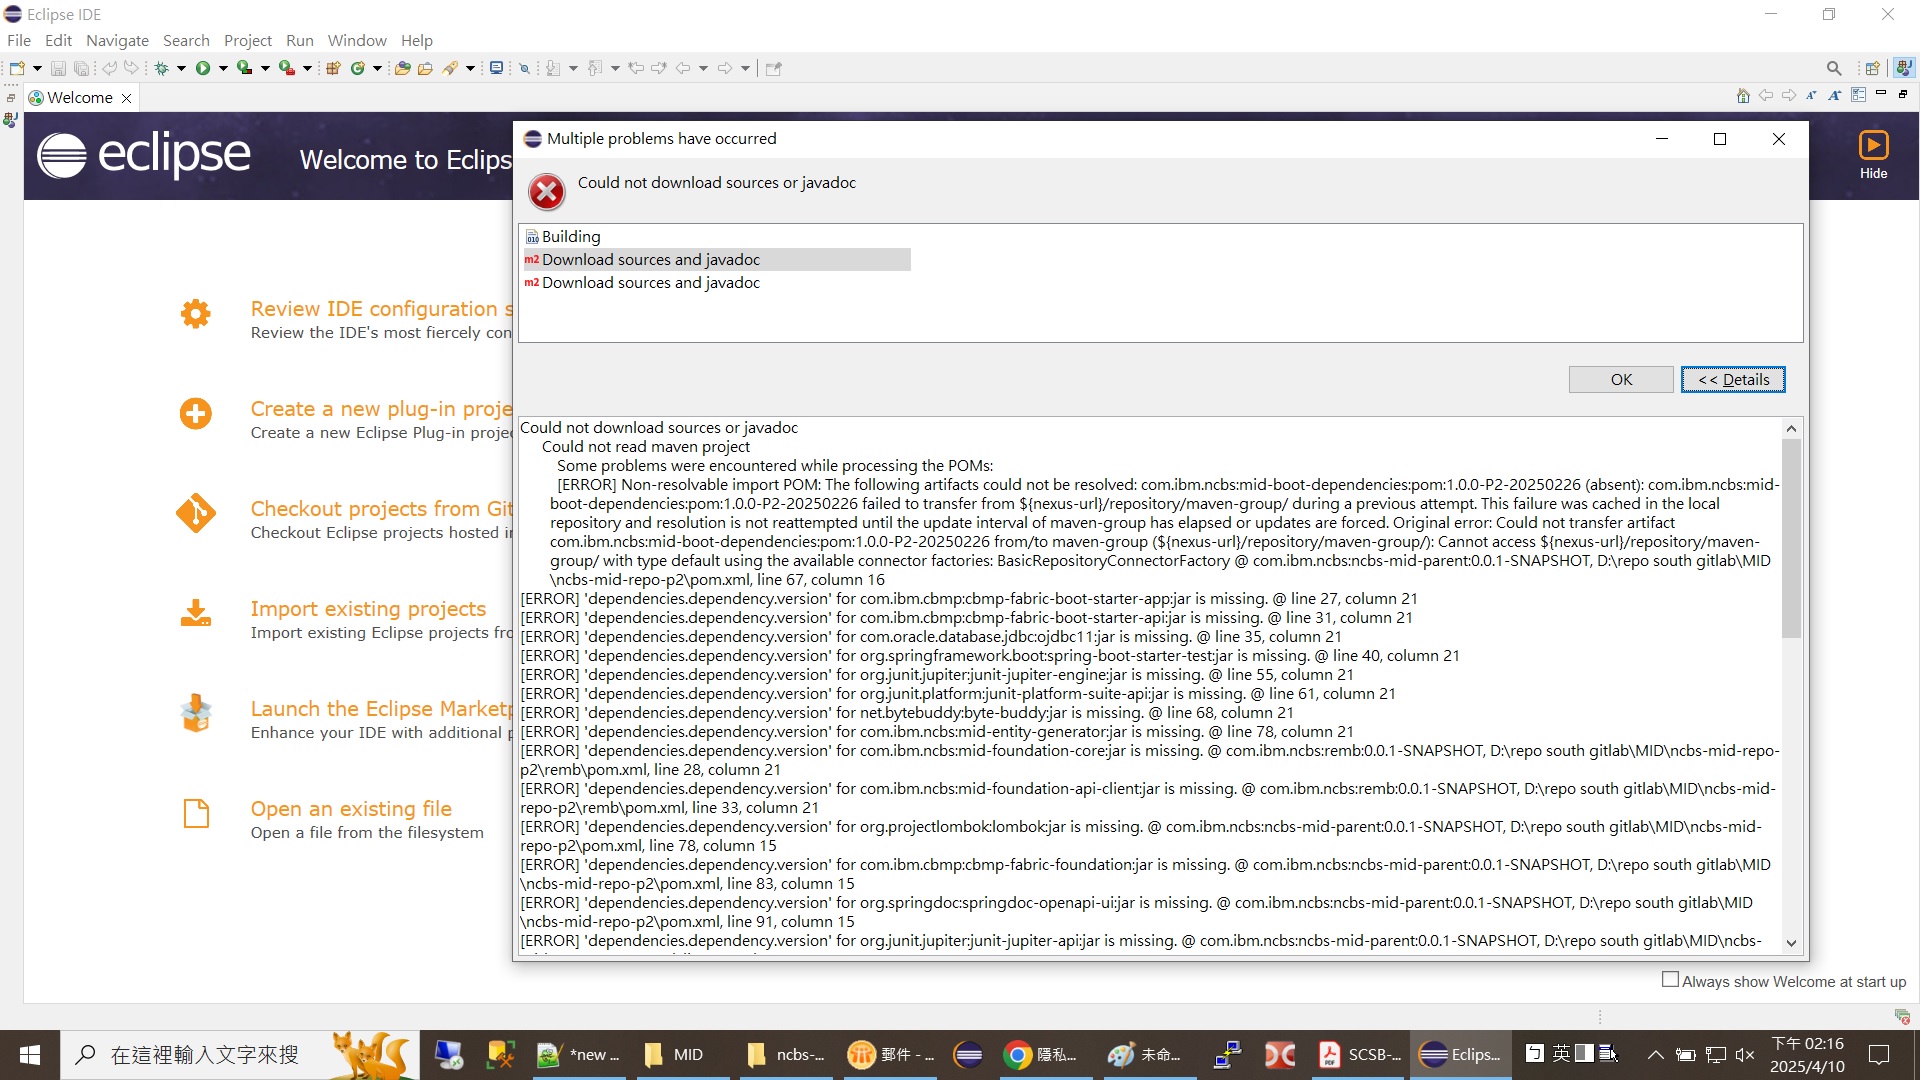 Eclipse IDE
File Edit Navigate Search Project Run Window Help
Welcome
eclipse
Welcome to Eclips
Hide
Review IDE configuration s
Review the IDE's most fiercely con
Create a new plug-in proje
Create a new Eclipse Plug-in projec
Checkout projects from Git
Checkout Eclipse projects hosted in
Import existing projects
Import existing Eclipse projects fro
Launch the Eclipse Marketp
Enhance your IDE with additional p
Open an existing file
Open a file from the filesystem
Multiple problems have occurred
Could not download sources or javadoc
Building
m2 Download sources and javadoc
m2 Download sources and javadoc
OK
<< Details
Could not download sources or javadoc
Could not read maven project
Some problems were encountered while processing the POMs:
[ERROR] Non-resolvable import POM: The following artifacts could not be resolved: com.ibm.ncbs:mid-boot-dependencies:pom:1.0.0-P2-20250226 (absent): com.ibm.ncbs:mid-
boot-dependencies:pom:1.0.0-P2-20250226 failed to transfer from ${nexus-url}/repository/maven-group/ during a previous attempt. This failure was cached in the local
repository and resolution is not reattempted until the update interval of maven-group has elapsed or updates are forced. Original error: Could not transfer artifact
com.ibm.ncbs:mid-boot-dependencies:pom:1.0.0-P2-20250226 from/to maven-group (${nexus-url}/repository/maven-group/): Cannot access ${nexus-url}/repository/maven-
group/ with type default using the available connector factories: BasicRepositoryConnectorFactory @ com.ibm.ncbs:ncbs-mid-parent:0.0.1-SNAPSHOT, D:\repo south gitlab\MID
\ncbs-mid-repo-p2\pom.xml, line 67, column 16
[ERROR] 'dependencies.dependency.version' for com.ibm.cbmp:cbmp-fabric-boot-starter-app:jar is missing. @ line 27, column 21
[ERROR] 'dependencies.dependency.version' for com.ibm.cbmp:cbmp-fabric-boot-starter-api:jar is missing. @ line 31, column 21
[ERROR] 'dependencies.dependency.version' for com.oracle.database.jdbc:ojdbc11:jar is missing. @ line 35, column 21
[ERROR] 'dependencies.dependency.version' for org.springframework.boot:spring-boot-starter-test:jar is missing. @ line 40, column 21
[ERROR] 'dependencies.dependency.version' for org.junit.jupiter:junit-jupiter-engine:jar is missing. @ line 55, column 21
[ERROR] 'dependencies.dependency.version' for org.junit.platform:junit-platform-suite-api:jar is missing. @ line 61, column 21
[ERROR] 'dependencies.dependency.version' for net.bytebuddy:byte-buddy:jar is missing. @ line 68, column 21
[ERROR] 'dependencies.dependency.version' for com.ibm.ncbs:mid-entity-generator:jar is missing. @ line 78, column 21
[ERROR] 'dependencies.dependency.version' for com.ibm.ncbs:mid-foundation-core:jar is missing. @ com.ibm.ncbs:remb:0.0.1-SNAPSHOT, D:\repo south gitlab\MID\ncbs-mid-repo-
p2\remb\pom.xml, line 28, column 21
[ERROR] 'dependencies.dependency.version' for com.ibm.ncbs:mid-foundation-api-client:jar is missing. @ com.ibm.ncbs:remb:0.0.1-SNAPSHOT, D:\repo south gitlab\MID\ncbs-mid-
repo-p2\remb\pom.xml, line 33, column 21
[ERROR] 'dependencies.dependency.version' for org.projectlombok:lombok:jar is missing. @ com.ibm.ncbs:ncbs-mid-parent:0.0.1-SNAPSHOT, D:\repo south gitlab\MID\ncbs-mid-
repo-p2\pom.xml, line 78, column 15
[ERROR] 'dependencies.dependency.version' for com.ibm.cbmp:cbmp-fabric-foundation:jar is missing. @ com.ibm.ncbs:ncbs-mid-parent:0.0.1-SNAPSHOT, D:\repo south gitlab\MID
\ncbs-mid-repo-p2\pom.xml, line 83, column 15
[ERROR] 'dependencies.dependency.version' for org.springdoc:springdoc-openapi-ui:jar is missing. @ com.ibm.ncbs:ncbs-mid-parent:0.0.1-SNAPSHOT, D:\repo south gitlab\MID
\ncbs-mid-repo-p2\pom.xml, line 91, column 15
[ERROR] 'dependencies.dependency.version' for org.junit.jupiter:junit-jupiter-api:jar is missing. @ com.ibm.ncbs:ncbs-mid-parent:0.0.1-SNAPSHOT, D:\repo south gitlab\MID\ncbs-
Always show Welcome at start up
在這裡輸入文字來搜
*new ...
MID
ncbs-...
郵件 - ...
隱私...
未命...
SCSB-...
Eclips...
ㄅ 英
下午 02:16
2025/4/10